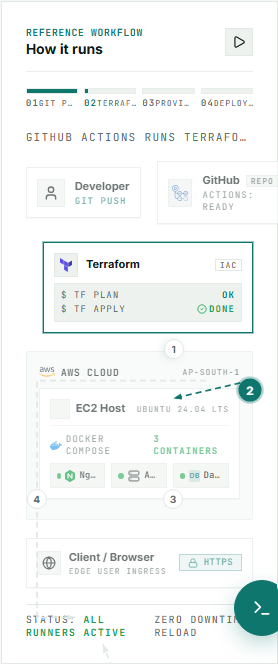 REFERENCE WORKFLOW
How it runs
01GIT P… 02TERRAF… 03PROVI… 04DEPLOY…
GITHUB ACTIONS RUNS TERRAFO…
Developer
GIT PUSH
GitHub REPO
ACTIONS:
READY
Terraform IAC
$ TF PLAN OK
$ TF APPLY DONE
1
aws AWS CLOUD AP-SOUTH-1
2
EC2 Host UBUNTU 24.04 LTS
DOCKER COMPOSE
3 CONTAINERS
Ng… A… DB Da…
4
3
Client / Browser
EDGE USER INGRESS
HTTPS
STATUS: ALL
RUNNERS ACTIVE
ZERO DOWNTIM
RELOAD